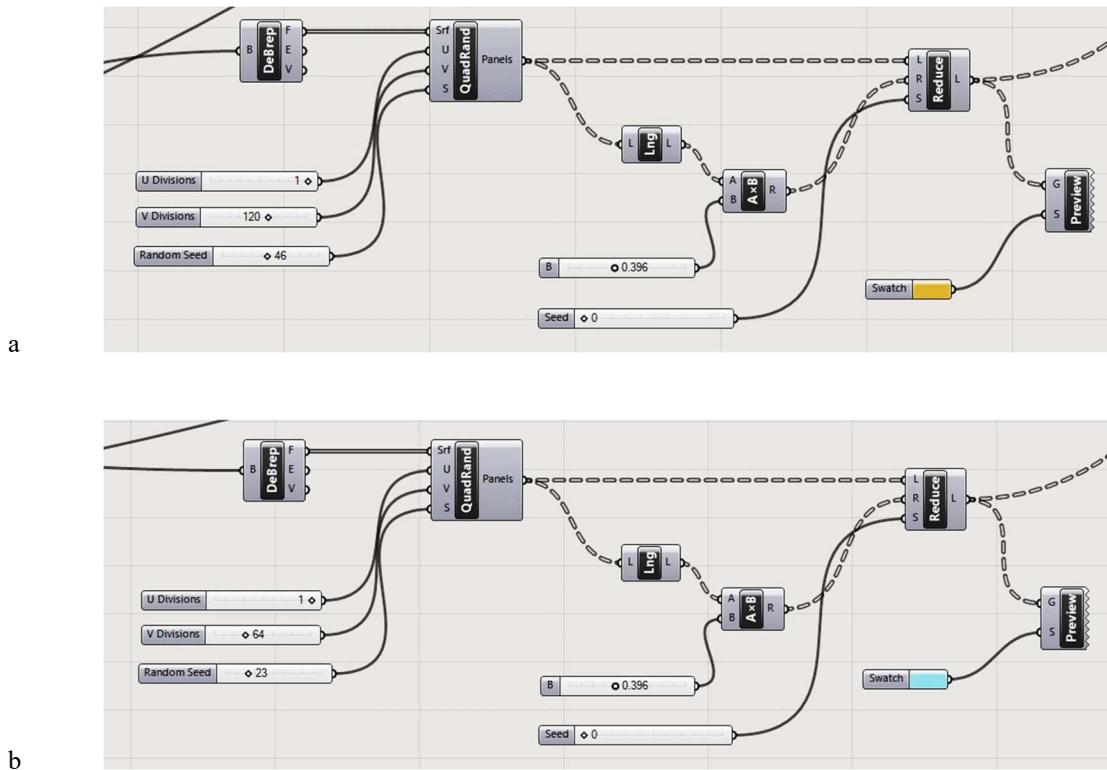 B DeBrep F E V
Srf U V S QuadRand Panels
L Lng L
A B A×B R
L R S Reduce L
G S Preview
U Divisions 1
V Divisions 120
Random Seed 46
B 0.396
Seed 0
Swatch
a
B DeBrep F E V
Srf U V S QuadRand Panels
L Lng L
A B A×B R
L R S Reduce L
G S Preview
U Divisions 1
V Divisions 64
Random Seed 23
B 0.396
Seed 0
Swatch
b